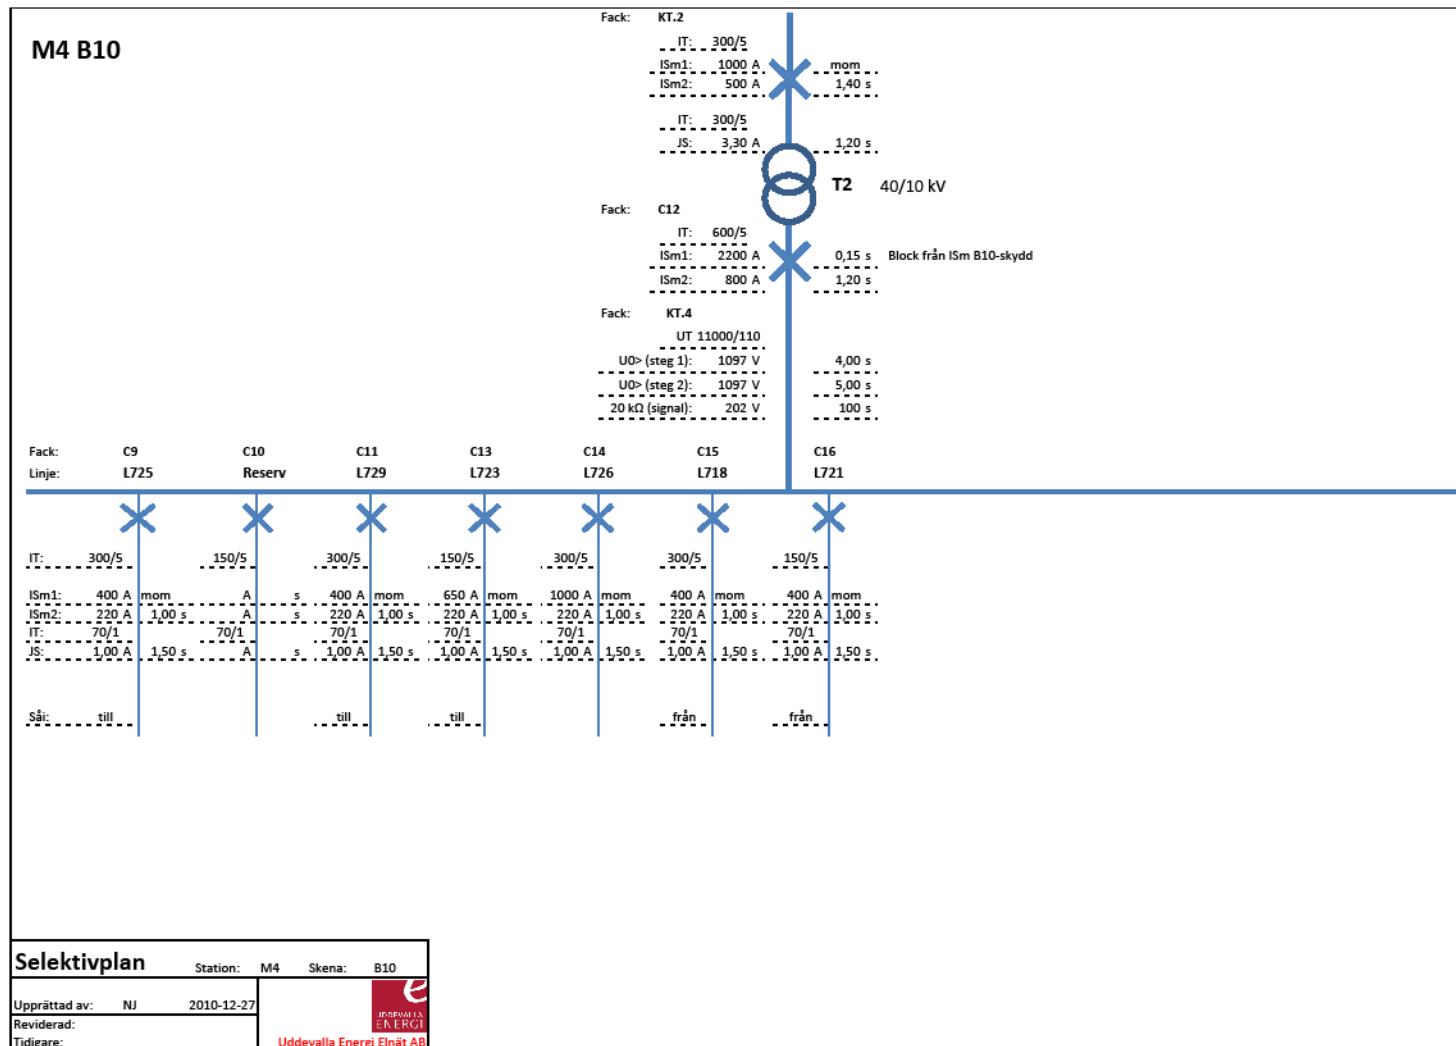 Fack: KT.2
M4 B10
IT: 300/5
ISm1: 1000 A mom
ISm2: 500 A 1,40 s
IT: 300/5
JS: 3,30 A 1,20 s
T2 40/10 kV
Fack: C12
IT: 600/5
ISm1: 2200 A 0,15 s Block från ISm B10-skydd
ISm2: 800 A 1,20 s
Fack: KT.4
UT 11000/110
U0> (steg 1): 1097 V 4,00 s
U0> (steg 2): 1097 V 5,00 s
20 kΩ (signal): 202 V 100 s
Fack: C9 C10 C11 C13 C14 C15 C16
Linje: L725 Reserv L729 L723 L726 L718 L721
IT: 300/5 150/5 300/5 150/5 300/5 300/5 150/5
ISm1: 400 A mom A s 400 A mom 650 A mom 1000 A mom 400 A mom 400 A mom
ISm2: 220 A 1,00 s A s 220 A 1,00 s 220 A 1,00 s 220 A 1,00 s 220 A 1,00 s 220 A 1,00 s
IT: 70/1 70/1 70/1 70/1 70/1 70/1 70/1
JS: 1,00 A 1,50 s A s 1,00 A 1,50 s 1,00 A 1,50 s 1,00 A 1,50 s 1,00 A 1,50 s 1,00 A 1,50 s
Såi: till till till från från
Selektivplan Station: M4 Skena: B10
Upprättad av: NJ 2010-12-27
UDDEVALLA
ENERGI
Reviderad:
Tidigare: Uddevalla Energi Elnät AB